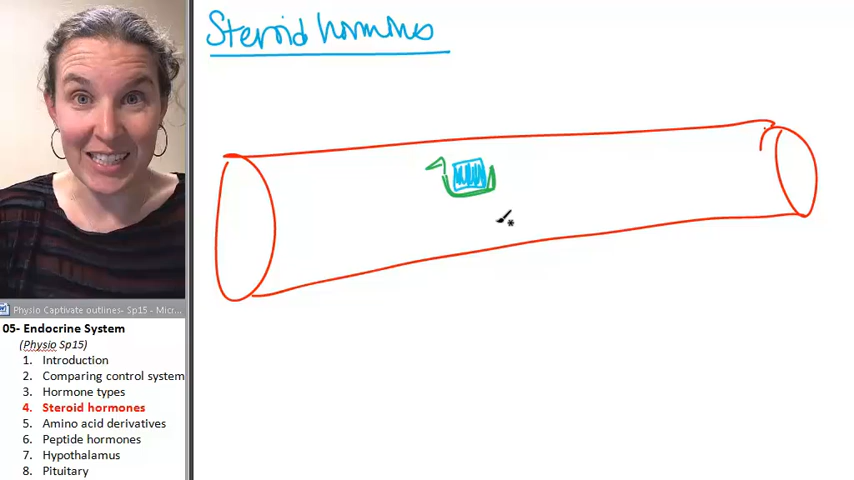 Steroid hormones
Physio Captivate outlines- Sp15 - Micr...
05- Endocrine System
(Physio Sp15)
1. Introduction
2. Comparing control system
3. Hormone types
4. Steroid hormones
5. Amino acid derivatives
6. Peptide hormones
7. Hypothalamus
8. Pituitary